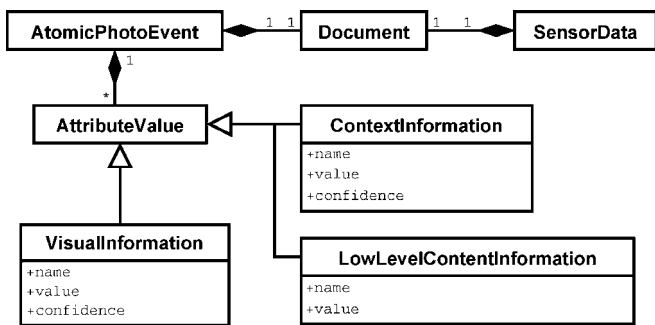 AtomicPhotoEvent
1 1
Document
1 1
SensorData
1
*
AttributeValue
ContextInformation
+name
+value
+confidence
VisualInformation
+name
+value
+confidence
LowLevelContentInformation
+name
+value